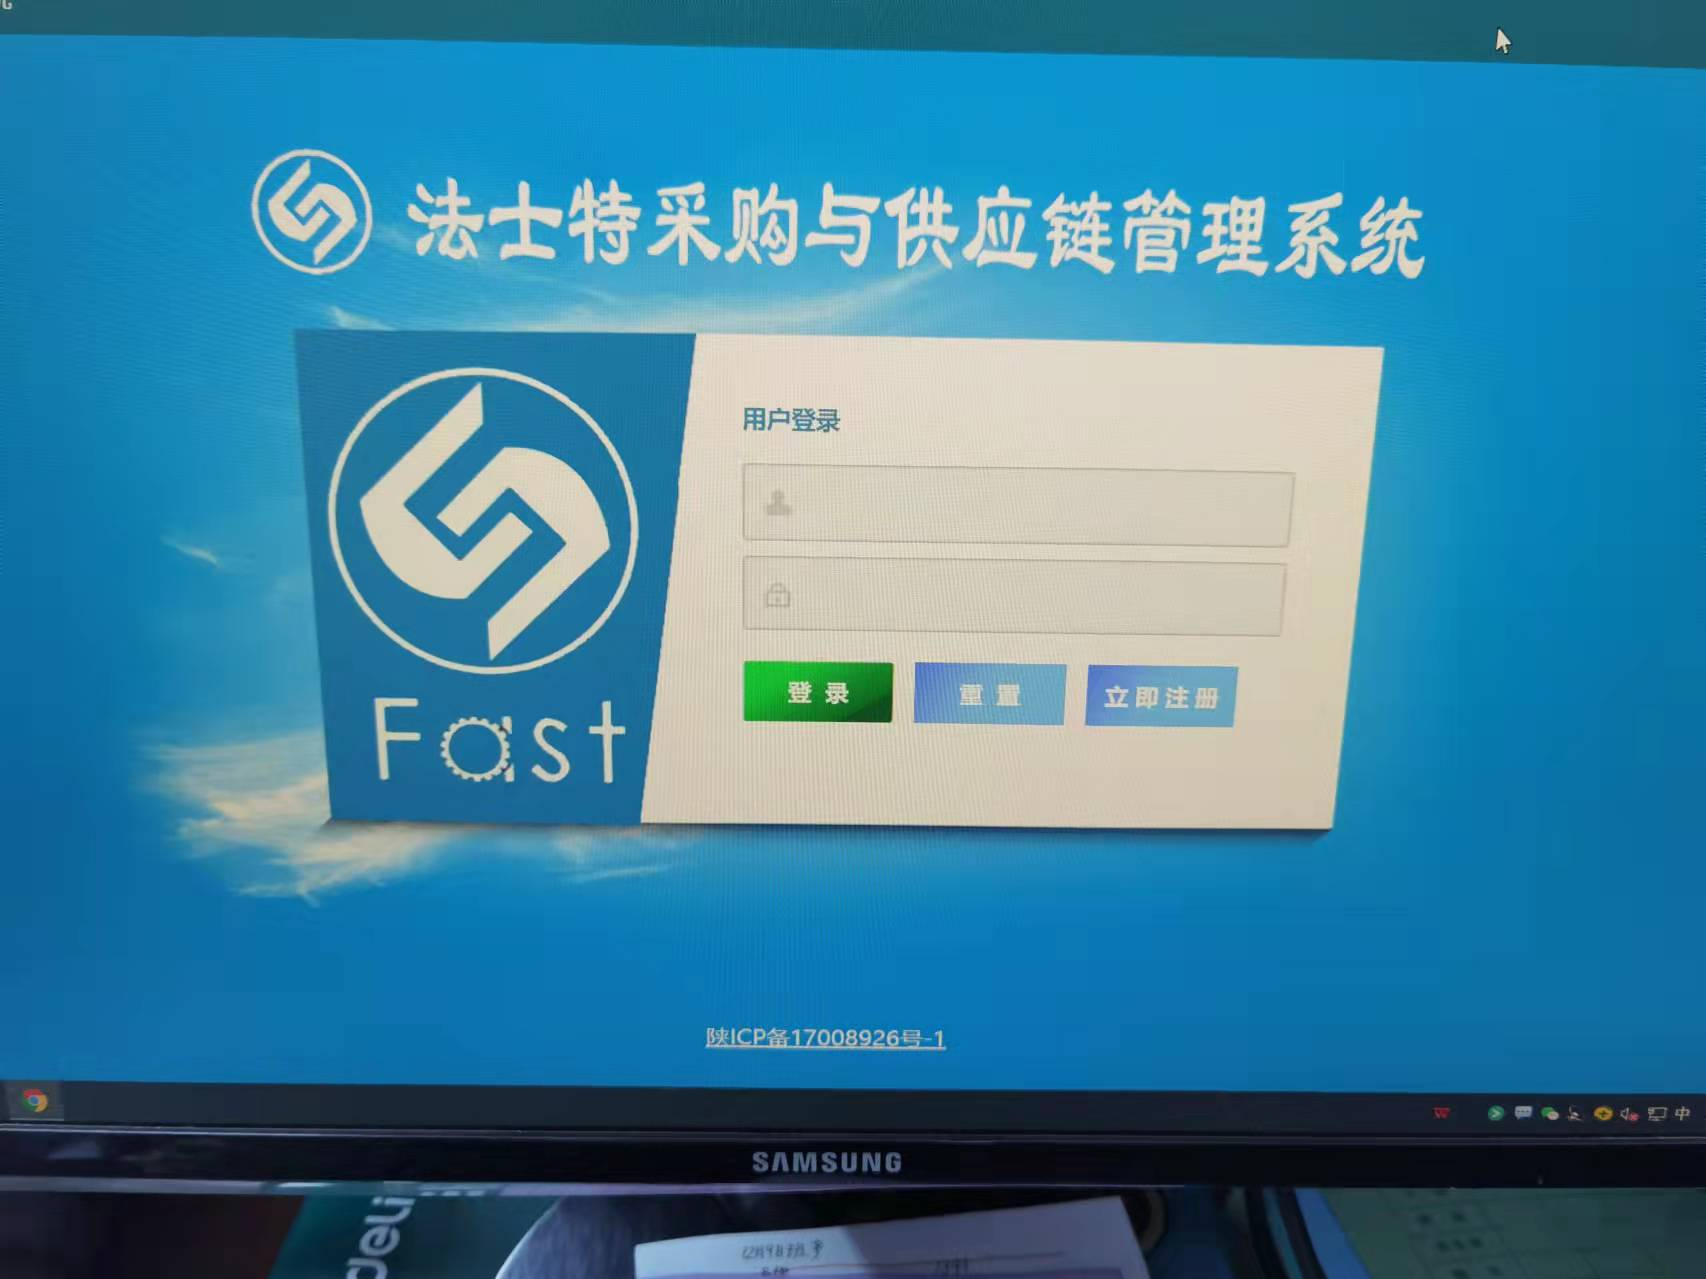 法士特采购与供应链管理系统
用户登录
登录
重置
立即注册
Fast
陕ICP备17008926号-1
中
SAMSUNG
deli